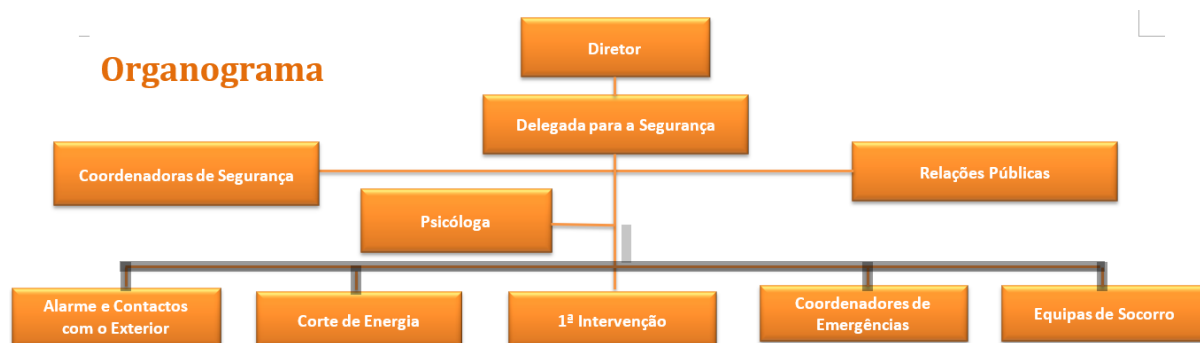 Organograma
Diretor
Delegada para a Segurança
Coordenadoras de Segurança
Relações Públicas
Psicóloga
Alarme e Contactos
com o Exterior
Corte de Energia
1ª Intervenção
Coordenadores de
Emergências
Equipas de Socorro